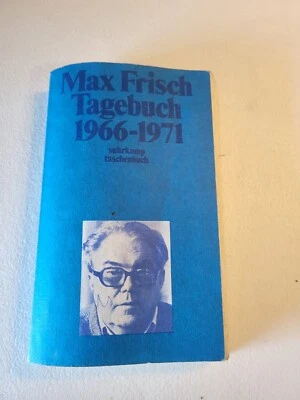 Max Frisch
Tagebuch
1966-1971
suhrkamp
taschenbuch